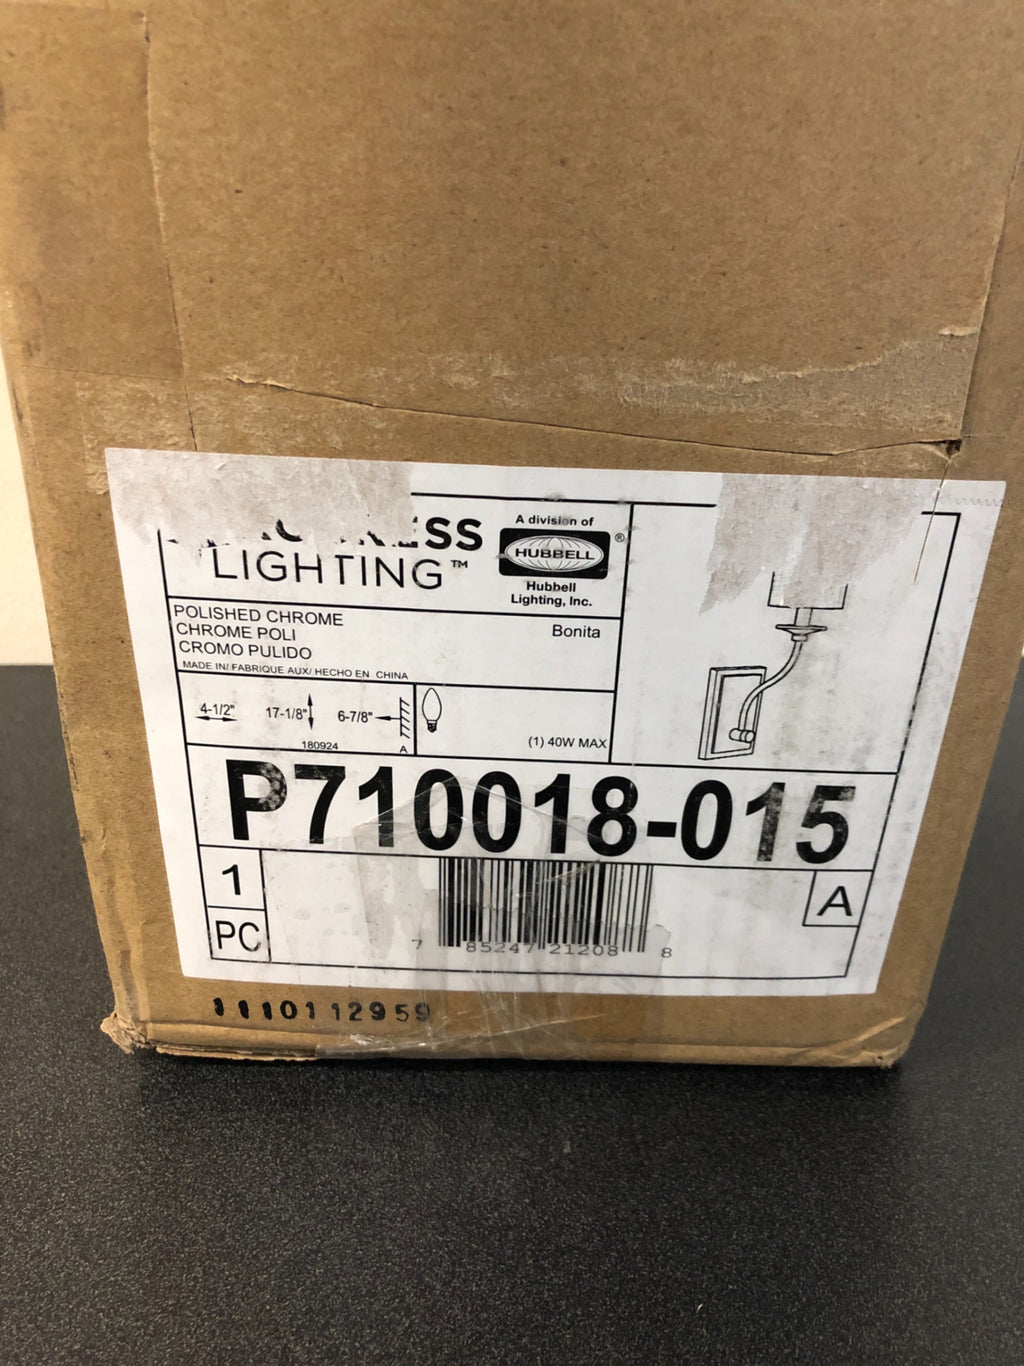 ESS
LIGHTING™
A division of
HUBBELL®
Hubbell
Lighting, Inc.
POLISHED CHROME
CHROME POLI
CROMO PULIDO
Bonita
MADE IN/ FABRIQUE AUX/ HECHO EN CHINA
4-1/2" 17-1/8" 6-7/8"
180924 A
(1) 40W MAX
P710018-015
1
PC
A
7 85247 21208 8
1110112959